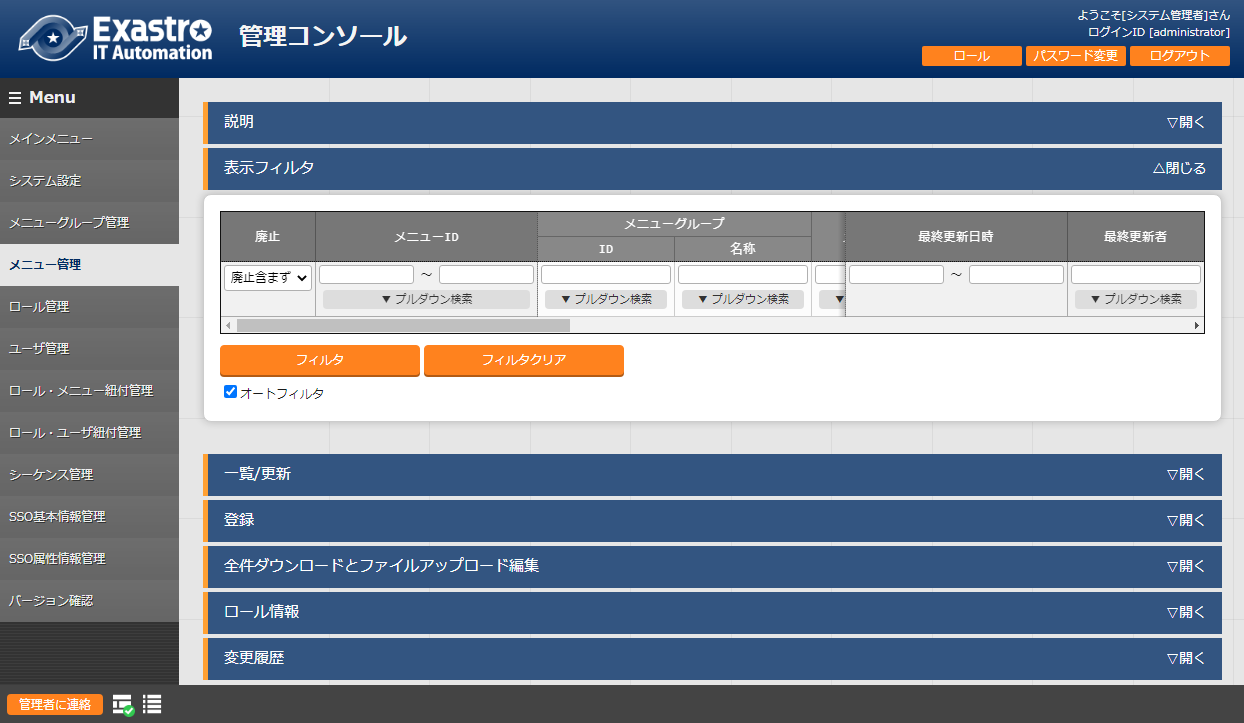 Exastro
IT Automation
管理コンソール
ようこそ[システム管理者]さん
ログインID [administrator]
ロール
パスワード変更
ログアウト
☰ Menu
メインメニュー
システム設定
メニューグループ管理
メニュー管理
ロール管理
ユーザ管理
ロール・メニュー紐付管理
ロール・ユーザ紐付管理
シーケンス管理
SSO基本情報管理
SSO属性情報管理
バージョン確認
説明
▽開く
表示フィルタ
△閉じる
廃止
メニューID
メニューグループ
ID
名称
最終更新日時
最終更新者
廃止含まず
～
～
▼ プルダウン検索
▼ プルダウン検索
▼ プルダウン検索
▼
▼ プルダウン検索
フィルタ
フィルタクリア
オートフィルタ
一覧/更新
▽開く
登録
▽開く
全件ダウンロードとファイルアップロード編集
▽開く
ロール情報
▽開く
変更履歴
▽開く
管理者に連絡